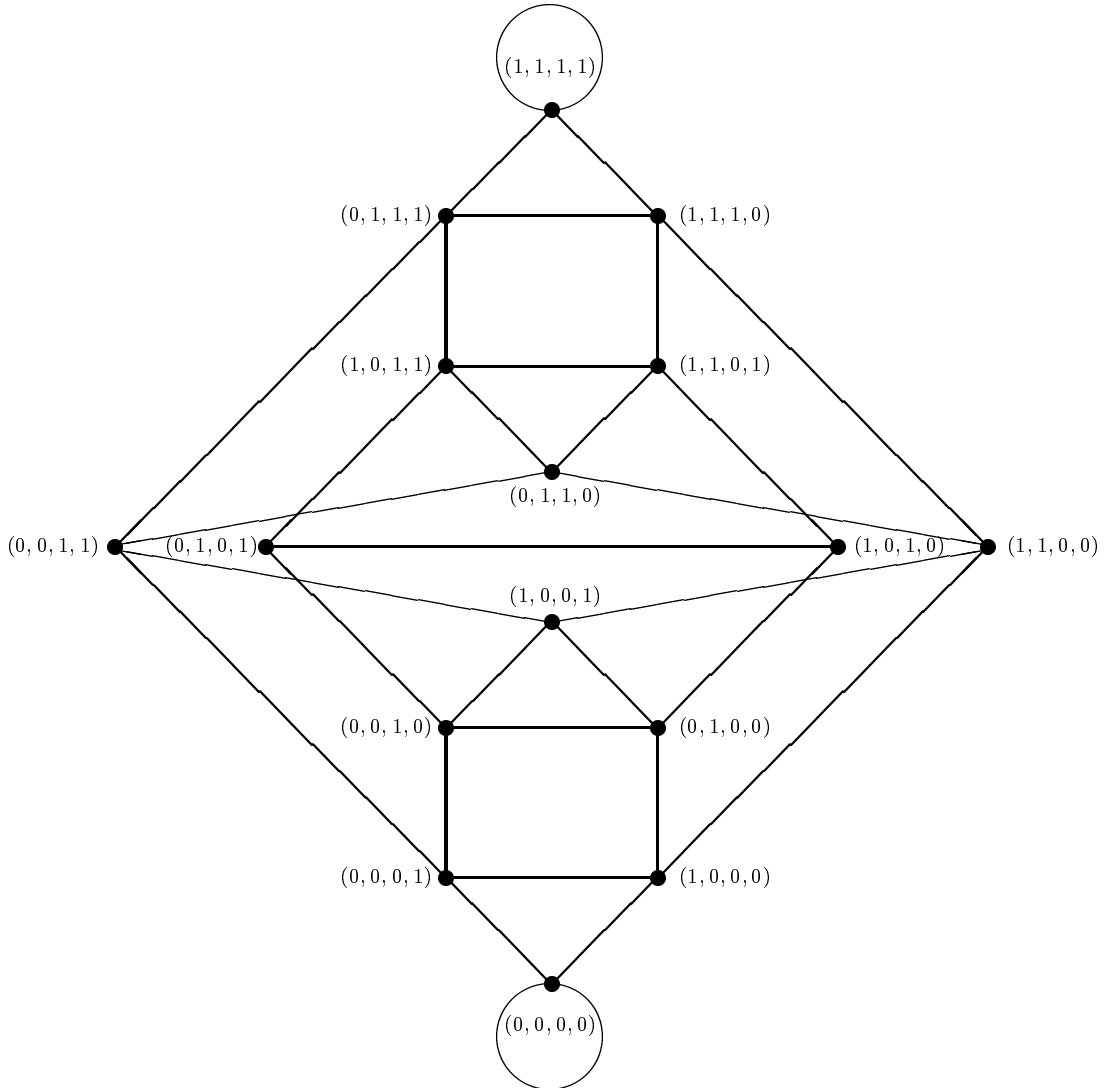 (1, 1, 1, 1)
(0, 1, 1, 1)
(1, 1, 1, 0)
(1, 0, 1, 1)
(1, 1, 0, 1)
(0, 1, 1, 0)
(0, 0, 1, 1)
(0, 1, 0, 1)
(1, 0, 1, 0)
(1, 1, 0, 0)
(1, 0, 0, 1)
(0, 0, 1, 0)
(0, 1, 0, 0)
(0, 0, 0, 1)
(1, 0, 0, 0)
(0, 0, 0, 0)